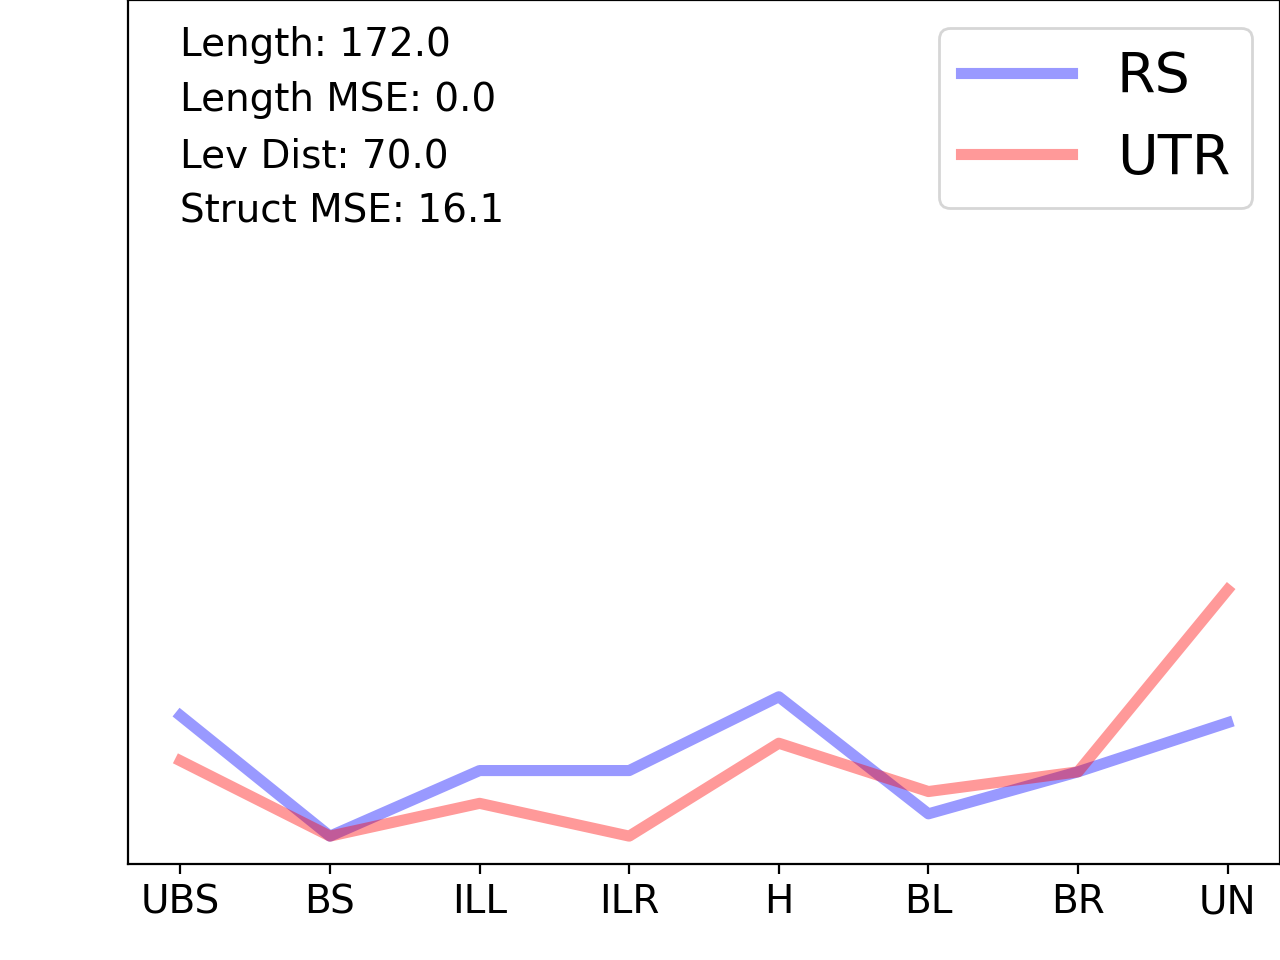 Length: 172.0
Length MSE: 0.0
Lev Dist: 70.0
Struct MSE: 16.1
RS
UTR
UBS BS ILL ILR H BL BR UN